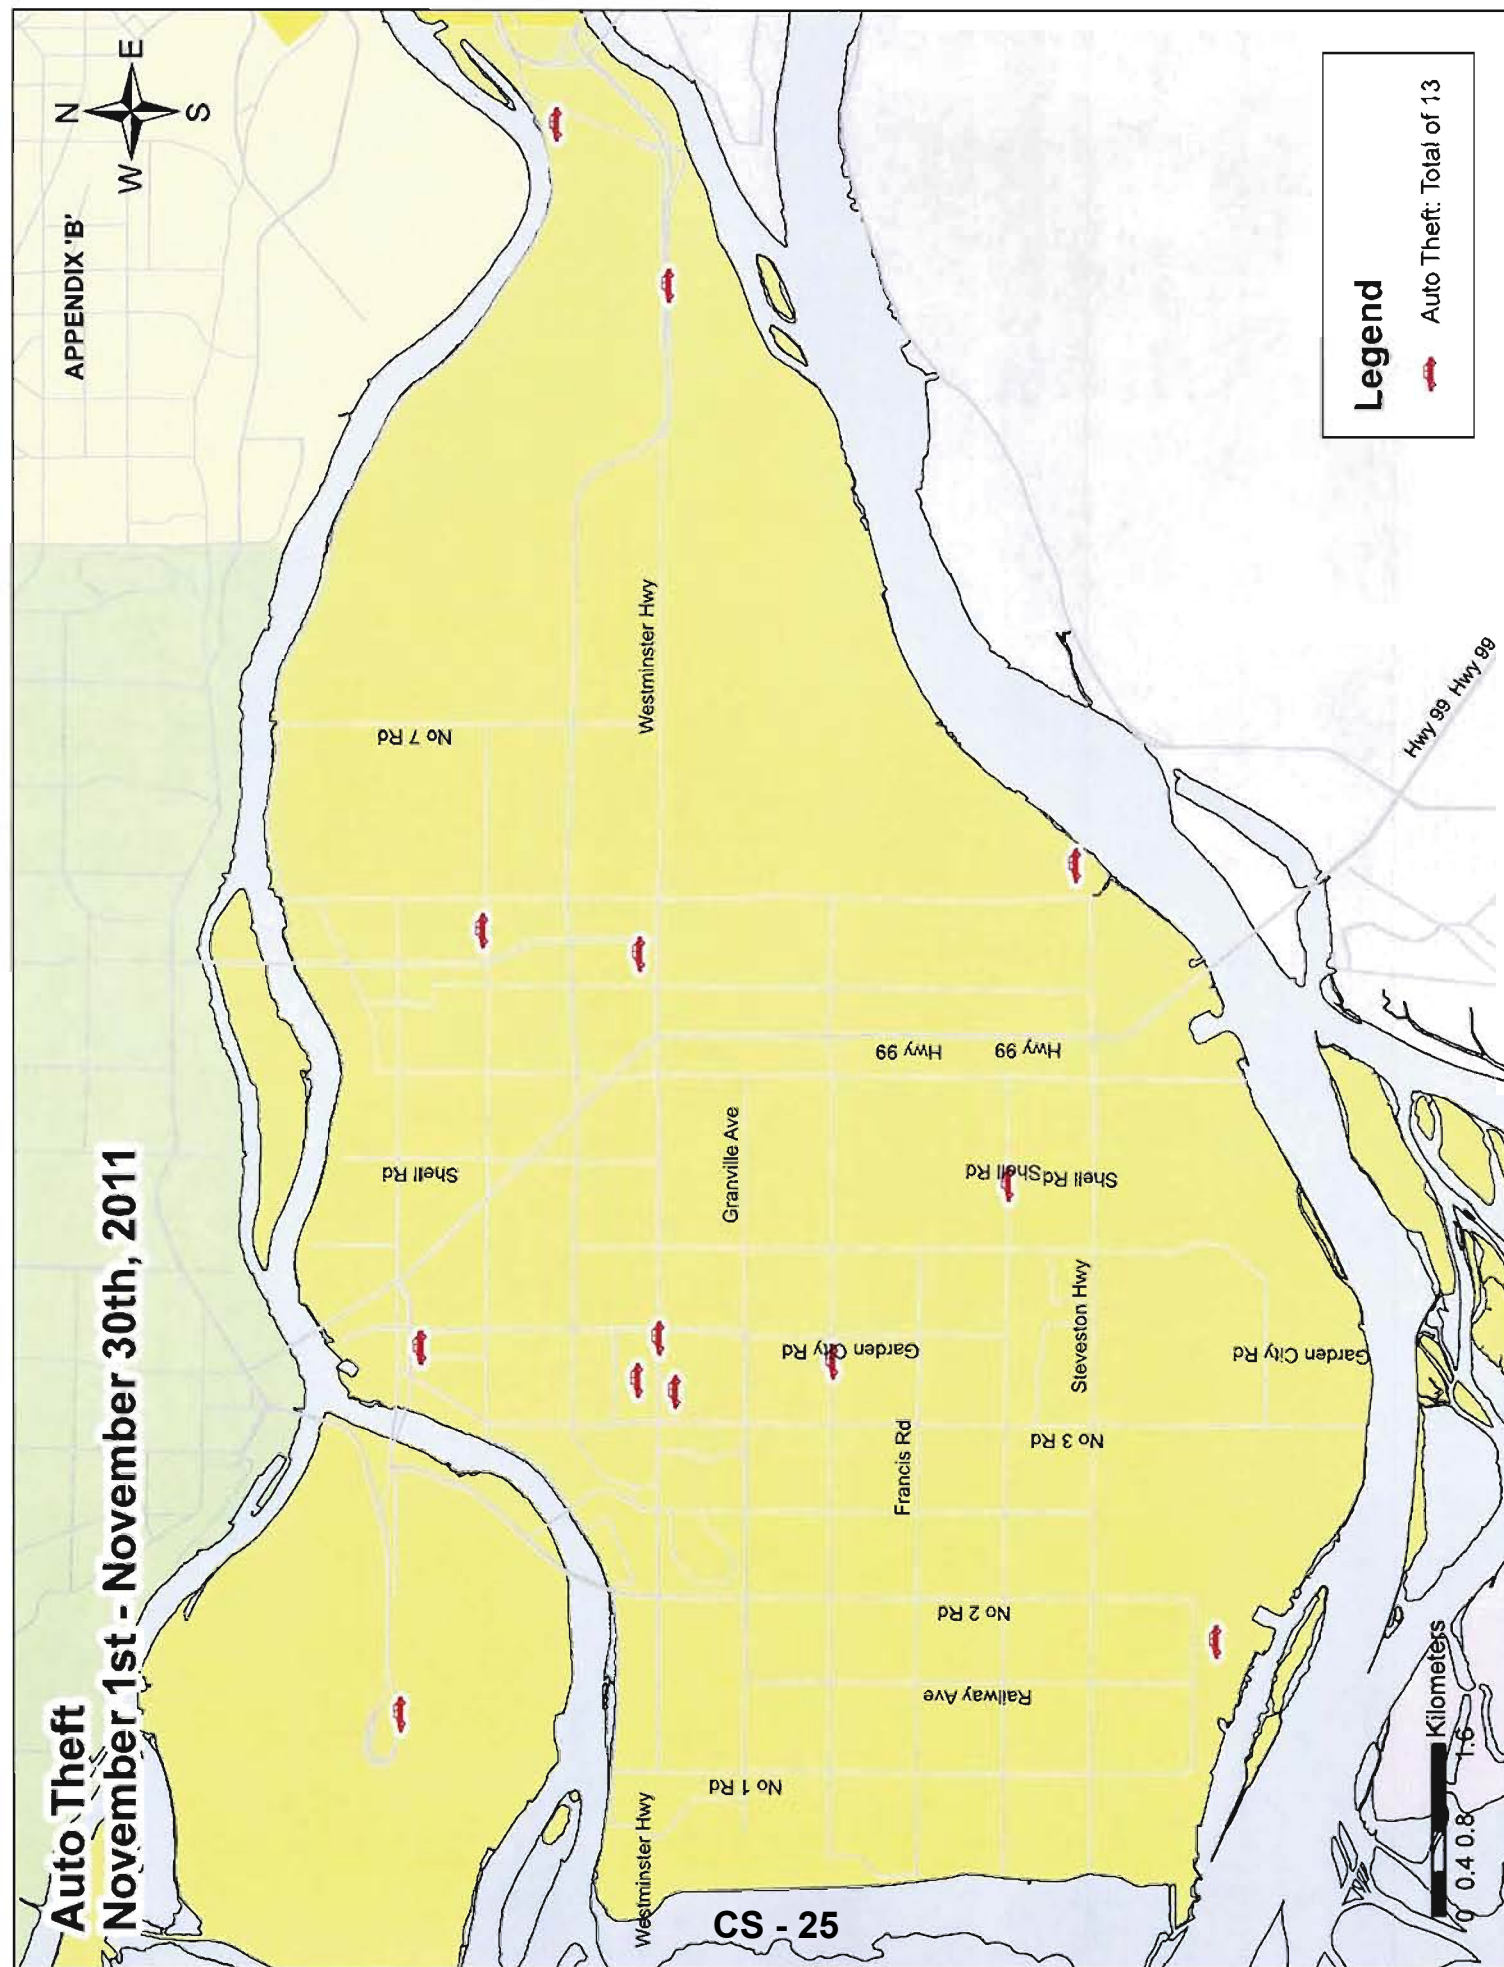 Auto Theft
November 1st - November 30th, 2011
APPENDIX 'B'
N
W
E
S
No 7 Rd
Westminster Hwy
Shell Rd
Granville Ave
Hwy 99
Hwy 99
Shell Rd
Shell Rd
Shell Rd
Garden City Rd
Steveston Hwy
Garden City Rd
Francis Rd
No 3 Rd
No 2 Rd
Railway Ave
No 1 Rd
Westminster Hwy
Hwy 99
Hwy 99
Legend
Auto Theft: Total of 13
Kilometers
0 0.4 0.8 1.6
CS - 25